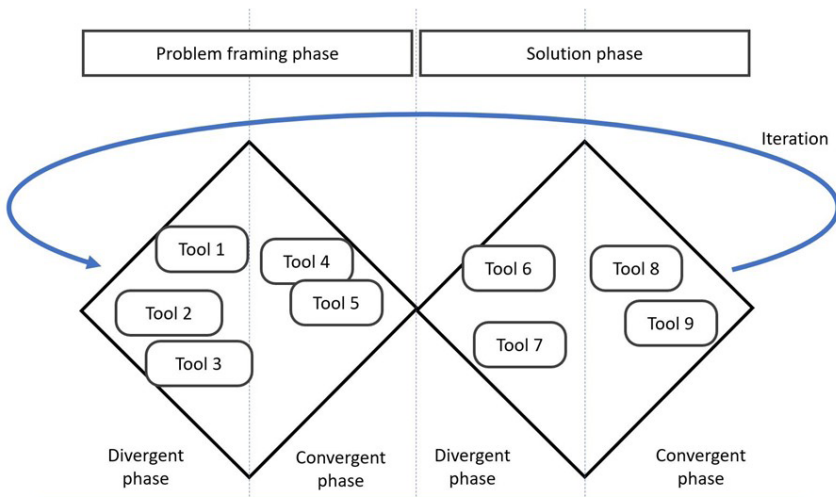 Problem framing phase
Solution phase
Iteration
Tool 1
Tool 4
Tool 6
Tool 8
Tool 2
Tool 5
Tool 9
Tool 3
Tool 7
Divergent
phase
Convergent
phase
Divergent
phase
Convergent
phase